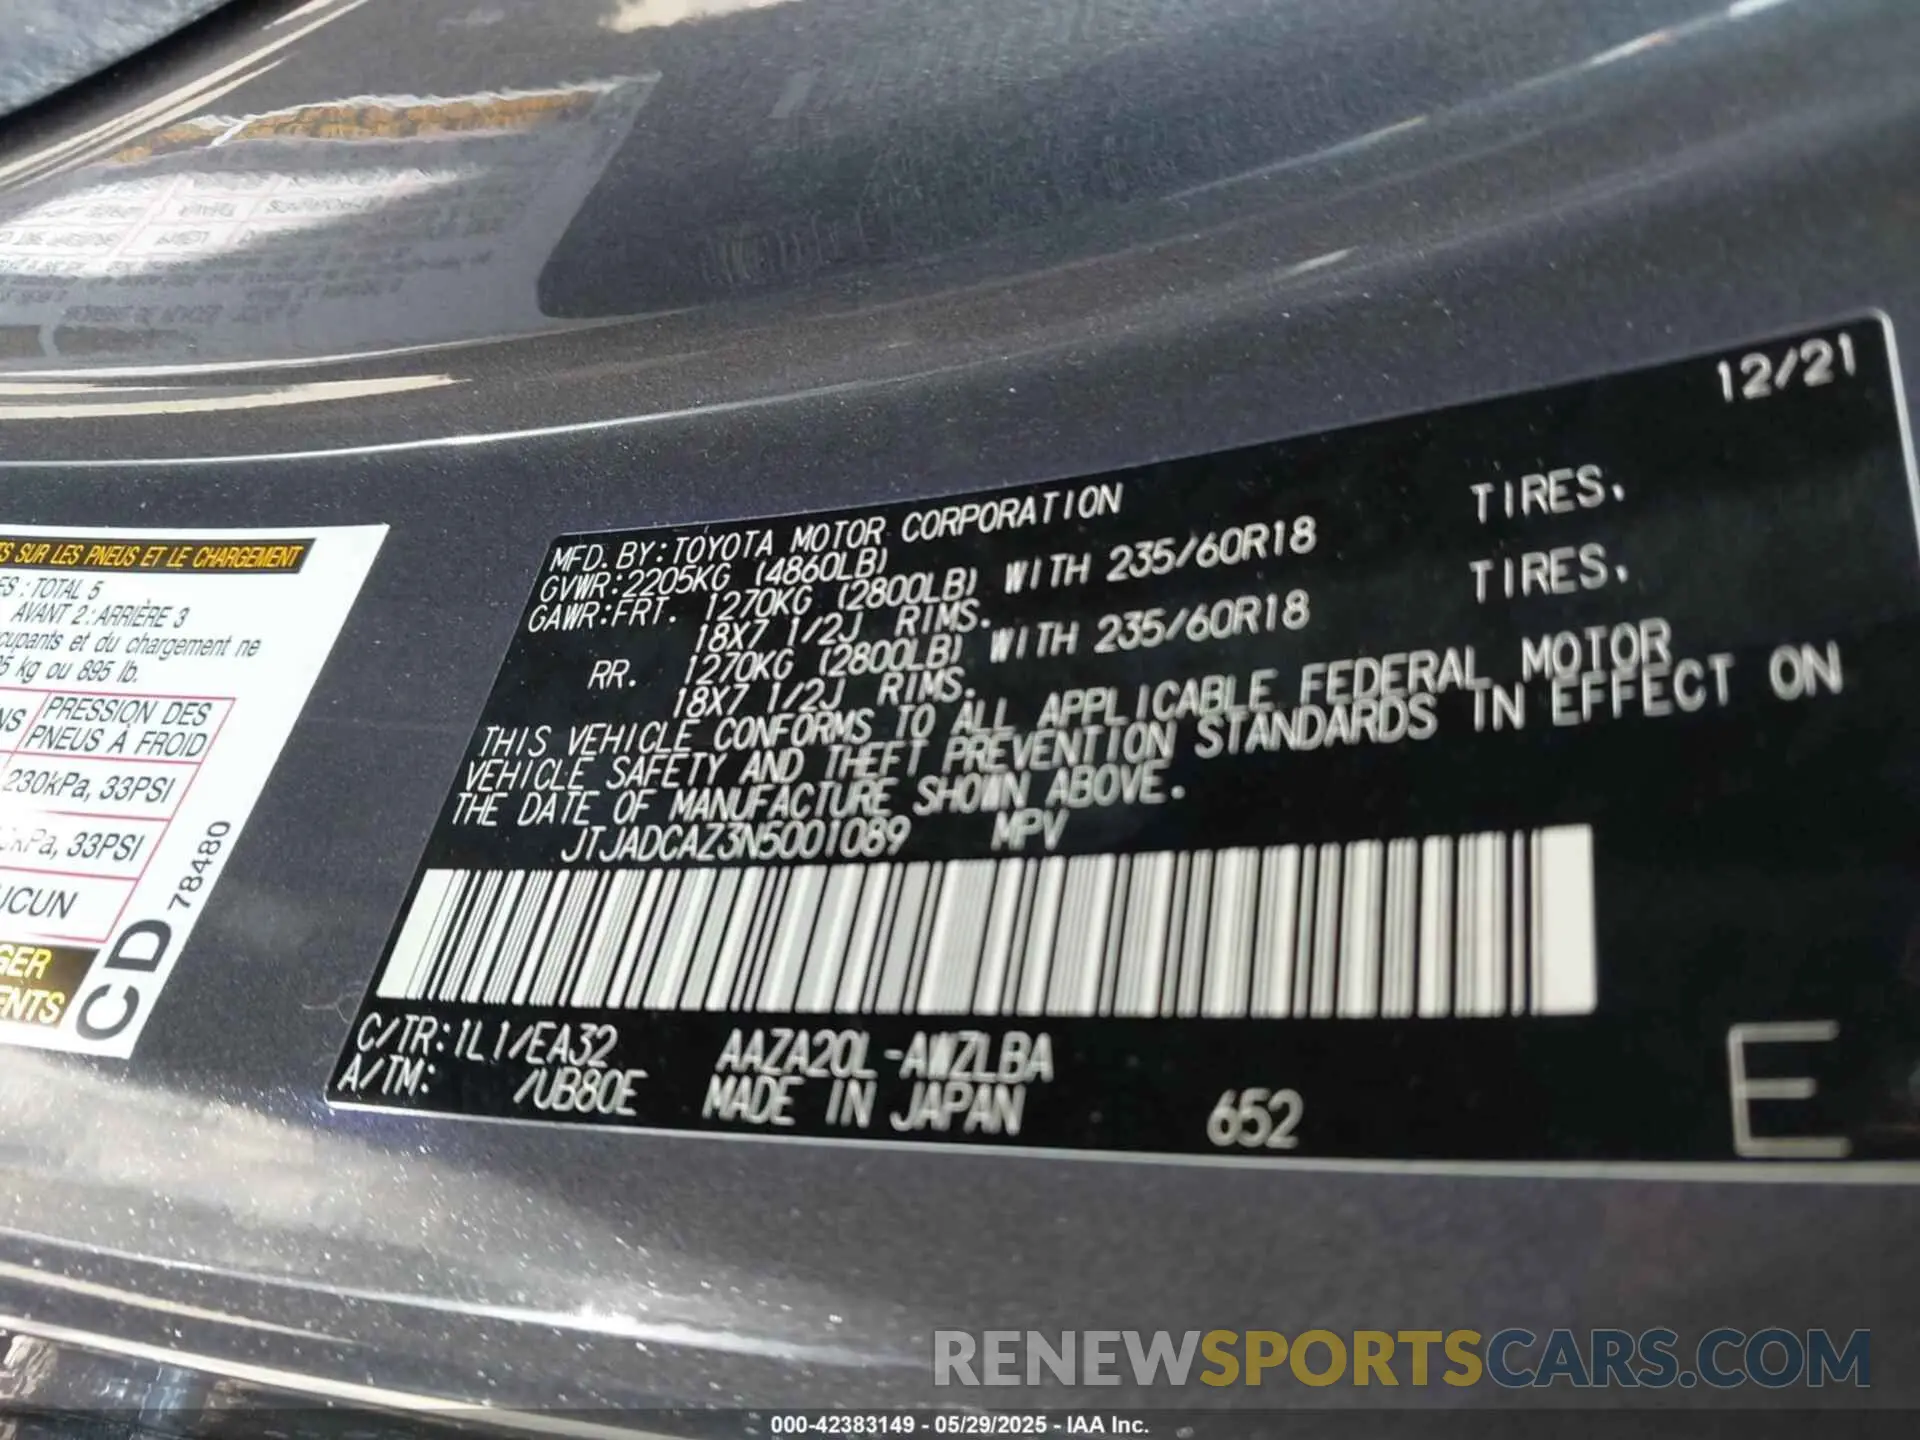 12/21
MFD. BY: TOYOTA MOTOR CORPORATION
GVWR:2205KG (4860LB)
GAWR:FRT. 1270KG (2800LB) WITH 235/60R18 TIRES.
18X7 1/2J RIMS.
RR. 1270KG (2800LB) WITH 235/60R18 TIRES.
18X7 1/2J RIMS.
THIS VEHICLE CONFORMS TO ALL APPLICABLE FEDERAL MOTOR
VEHICLE SAFETY AND THEFT PREVENTION STANDARDS IN EFFECT ON
THE DATE OF MANUFACTURE SHOWN ABOVE.
JTJADCAZ3N5001089 MPV
C/TR: 1L1/EA32 AAZA20L-AWZLBA
A/TM: /UB80E MADE IN JAPAN 652
E
SUR LES PNEUS ET LE CHARGEMENT
: TOTAL 5
AVANT 2 : ARRIÈRE 3
et du chargement ne
kg ou 895 lb.
PRESSION DES
PNEUS À FROID
230kPa, 33PSI
kPa, 33PSI
CD 78480
RENEWSPORTSCARS.COM
000-42383149 - 05/29/2025 - IAA Inc.